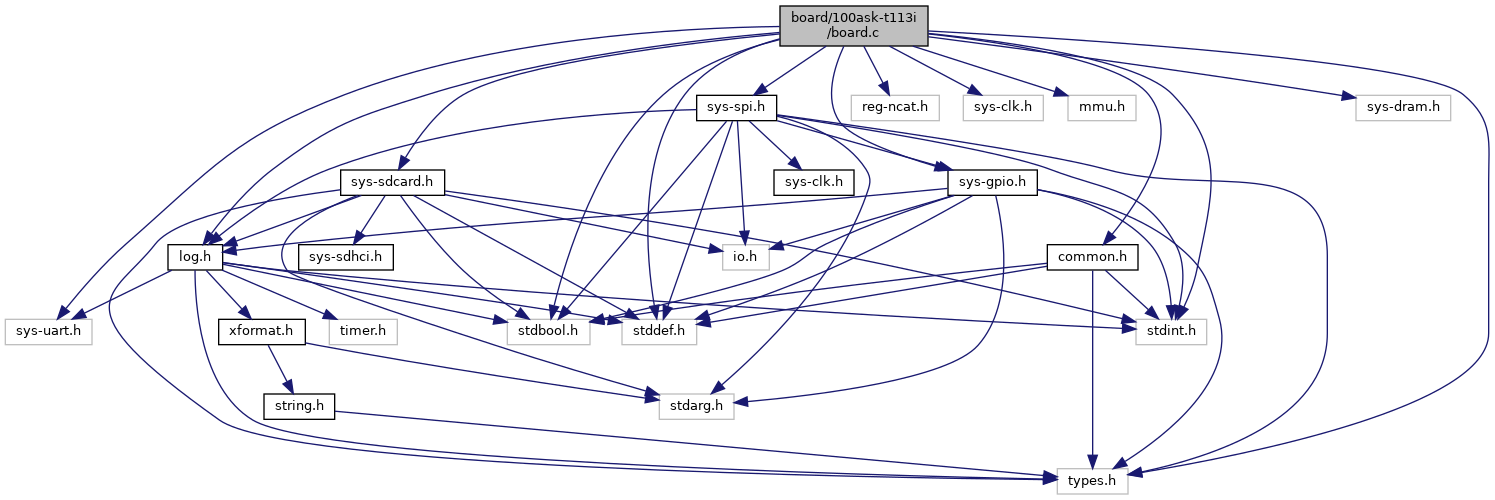 board/100ask-t113i
/board.c
sys-spi.h
reg-ncat.h
sys-clk.h
mmu.h
sys-dram.h
sys-sdcard.h
sys-clk.h
sys-gpio.h
log.h
sys-sdhci.h
io.h
common.h
sys-uart.h
xformat.h
timer.h
stdbool.h
stddef.h
stdint.h
string.h
stdarg.h
types.h